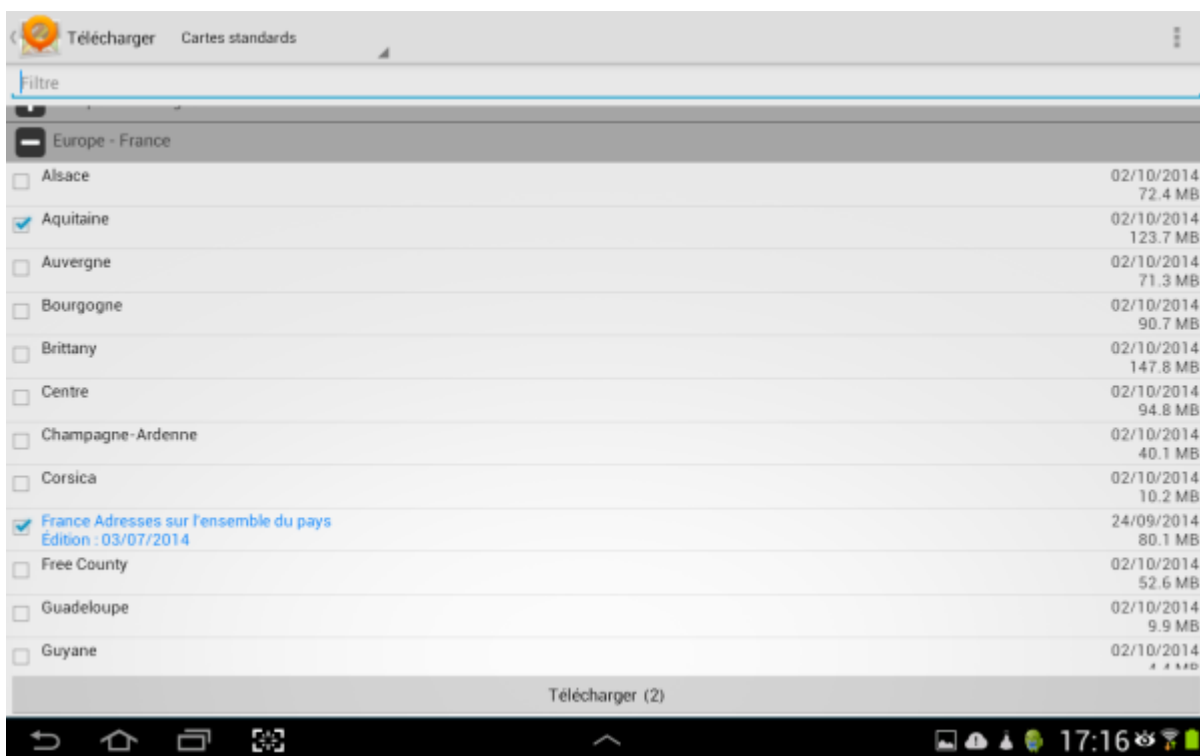 Télécharger Cartes standards
Filtre
Europe - France
Alsace 02/10/2014
72.4 MB
Aquitaine 02/10/2014
123.7 MB
Auvergne 02/10/2014
71.3 MB
Bourgogne 02/10/2014
90.7 MB
Brittany 02/10/2014
147.8 MB
Centre 02/10/2014
94.8 MB
Champagne-Ardenne 02/10/2014
40.1 MB
Corsica 02/10/2014
10.2 MB
France Adresses sur l'ensemble du pays 24/09/2014
Édition : 03/07/2014 80.1 MB
Free County 02/10/2014
52.6 MB
Guadeloupe 02/10/2014
9.9 MB
Guyane 02/10/2014
Télécharger (2)
17:16